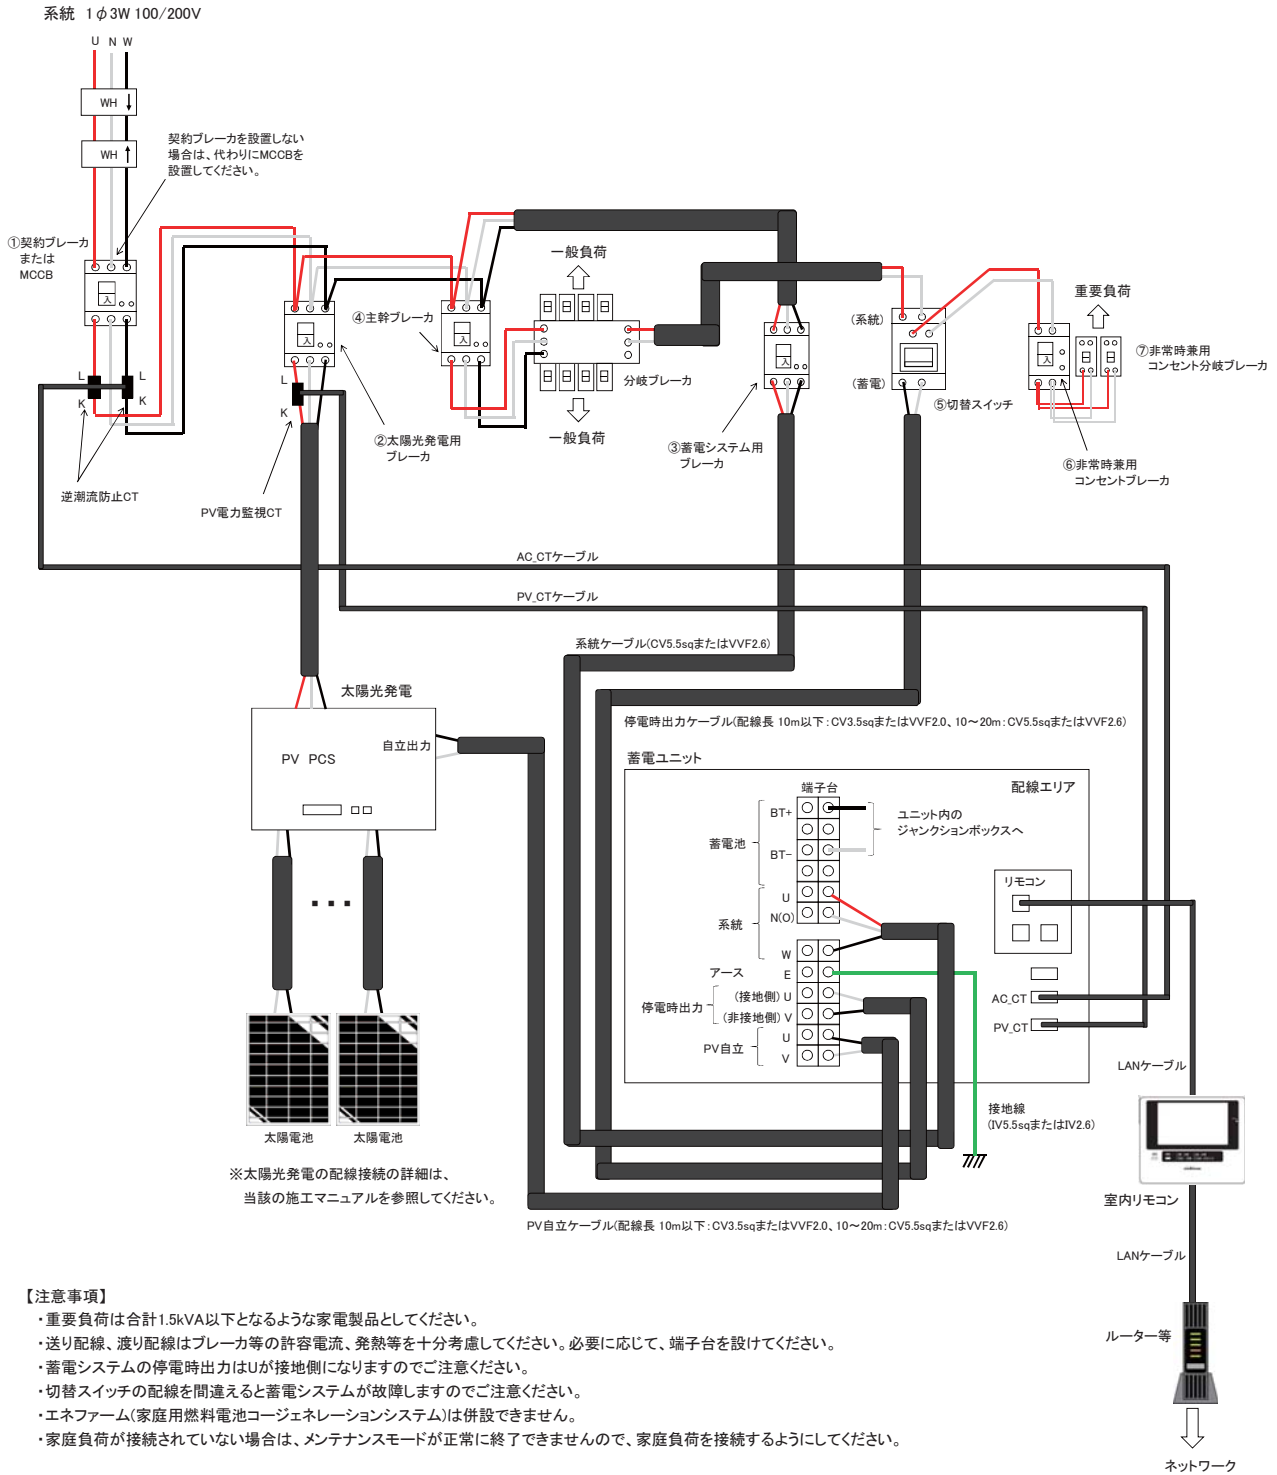 系統 1φ3W 100/200V
U N W
WH
WH
契約ブレーカを設置しない
場合は、代わりにMCCBを
設置してください。
①契約ブレーカ
または
MCCB
入
L
K
L
K
逆潮流防止CT
入
L
K
PV電力監視CT
②太陽光発電用
ブレーカ
④主幹ブレーカ
入
一般負荷
一般負荷
分岐ブレーカ
入
③蓄電システム用
ブレーカ
(系統)
(蓄電)
⑤切替スイッチ
入
重要負荷
⑦非常時兼用
コンセント分岐ブレーカ
⑥非常時兼用
コンセントブレーカ
AC_CTケーブル
PV_CTケーブル
系統ケーブル(CV5.5sqまたはVVF2.6)
停電時出力ケーブル(配線長 10m以下:CV3.5sqまたはVVF2.0、10～20m:CV5.5sqまたはVVF2.6)
太陽光発電
PV PCS
自立出力
太陽電池
太陽電池
※太陽光発電の配線接続の詳細は、
当該の施工マニュアルを参照してください。
蓄電ユニット
端子台
配線エリア
蓄電池
BT+
BT-
ユニット内の
ジャンクションボックスへ
系統
U
N(O)
W
アース
E
停電時出力
(接地側) U
(非接地側) V
PV自立
U
V
リモコン
AC_CT
PV_CT
接地線
(IV5.5sqまたはIV2.6)
PV自立ケーブル(配線長 10m以下:CV3.5sqまたはVVF2.0、10～20m:CV5.5sqまたはVVF2.6)
LANケーブル
室内リモコン
LANケーブル
ルーター等
ネットワーク
【注意事項】
・重要負荷は合計1.5kVA以下となるような家電製品としてください。
・送り配線、渡り配線はブレーカ等の許容電流、発熱等を十分考慮してください。必要に応じて、端子台を設けてください。
・蓄電システムの停電時出力はUが接地側になりますのでご注意ください。
・切替スイッチの配線を間違えると蓄電システムが故障しますのでご注意ください。
・エネファーム(家庭用燃料電池コージェネレーションシステム)は併設できません。
・家庭負荷が接続されていない場合は、メンテナンスモードが正常に終了できませんので、家庭負荷を接続するようにしてください。